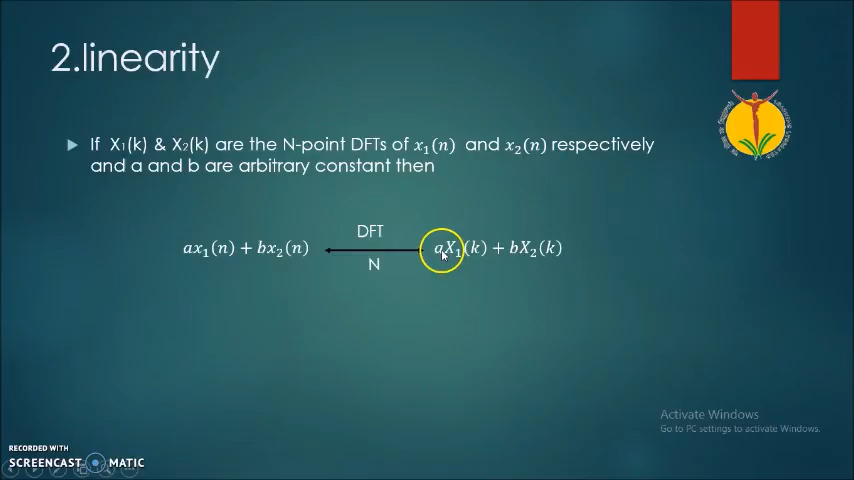 2.linearity
If X₁(k) & X₂(k) are the N-point DFTs of 𝑥₁(𝑛) and 𝑥₂(𝑛) respectively
and a and b are arbitrary constant then
DFT
𝑎𝑥₁(𝑛) + 𝑏𝑥₂(𝑛) ⟷ 𝑎𝑋₁(𝑘) + 𝑏𝑋₂(𝑘)
N
Activate Windows
Go to PC settings to activate Windows.
RECORDED WITH
SCREENCAST MATIC